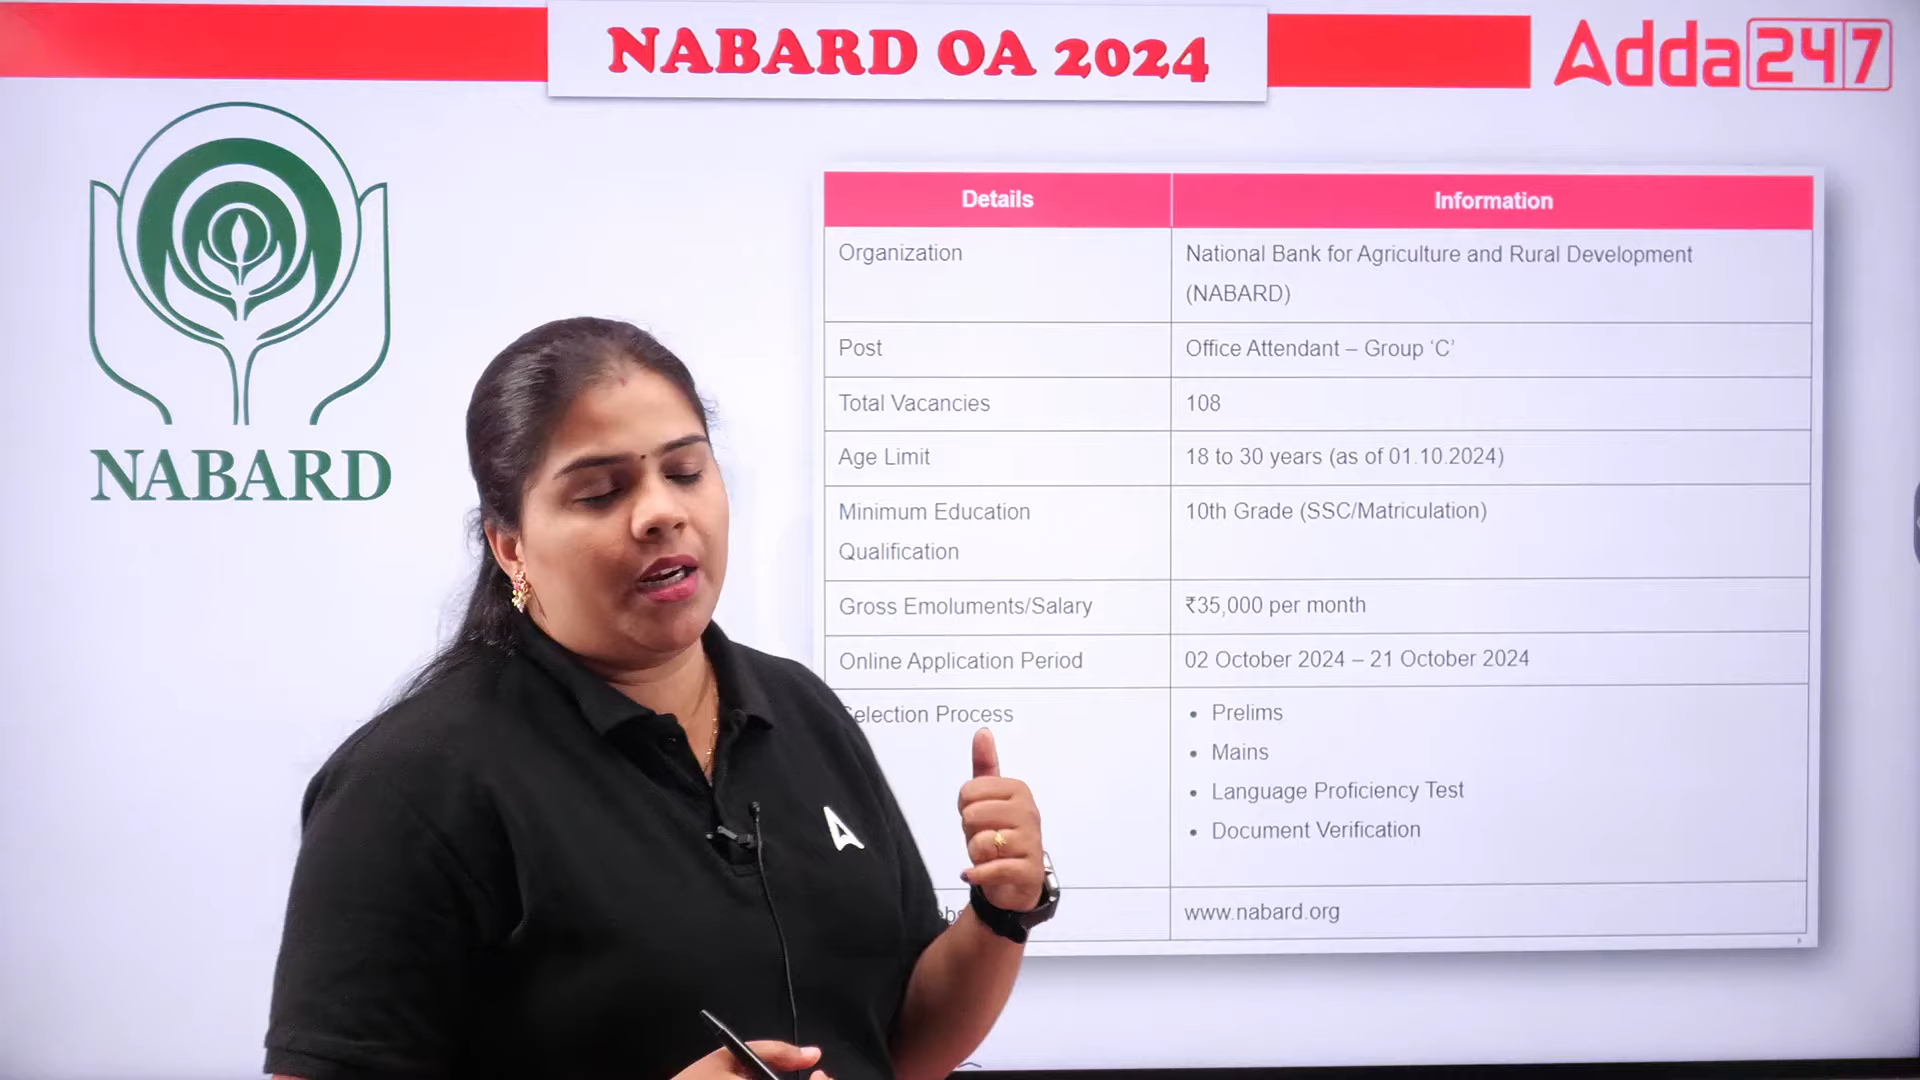 NABARD OA 2024
Adda247
NABARD
Details
Information
Organization
National Bank for Agriculture and Rural Development
(NABARD)
Post
Office Attendant – Group ‘C’
Total Vacancies
108
Age Limit
18 to 30 years (as of 01.10.2024)
Minimum Education
Qualification
10th Grade (SSC/Matriculation)
Gross Emoluments/Salary
₹35,000 per month
Online Application Period
02 October 2024 – 21 October 2024
Selection Process
• Prelims
• Mains
• Language Proficiency Test
• Document Verification
www.nabard.org